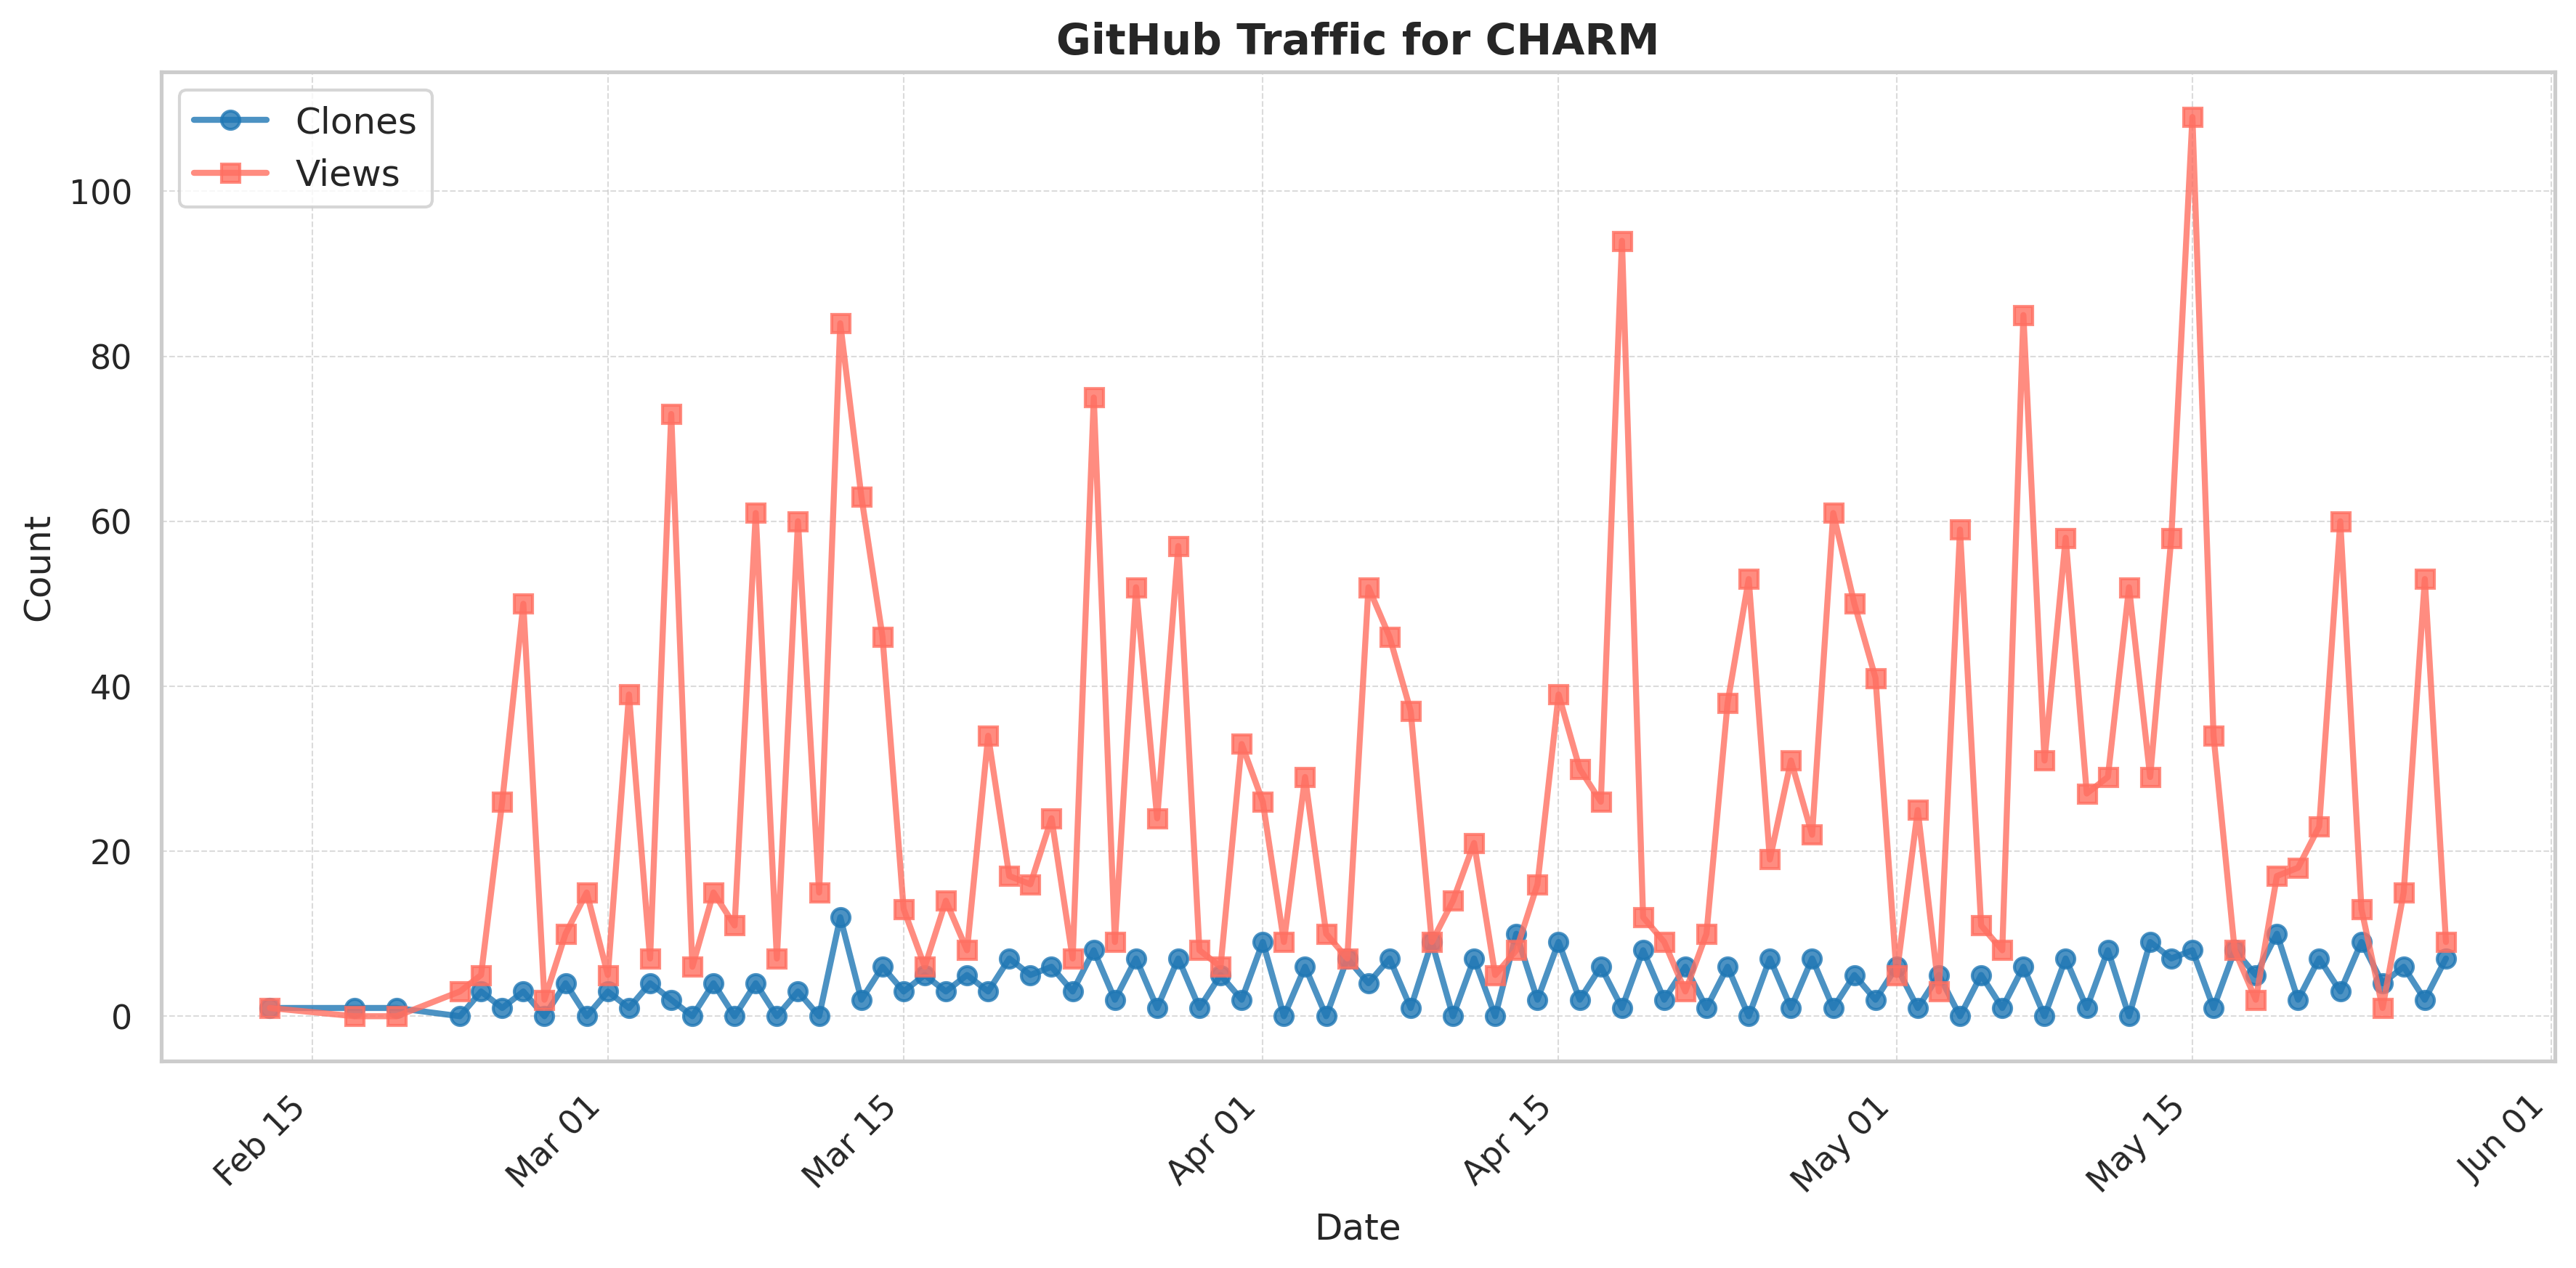 GitHub Traffic for CHARM
Clones
Views
100
80
60
40
20
0
Count
Feb 15
Mar 01
Mar 15
Apr 01
Apr 15
May 01
May 15
Jun 01
Date